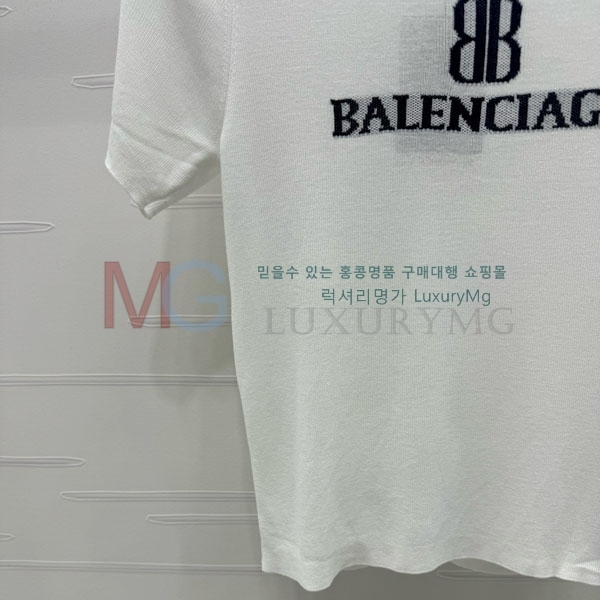 BB
BALENCIAG
믿을수 있는 홍콩명품 구매대행 쇼핑몰
럭셔리명가 LuxuryMg
MG LUXURYMG